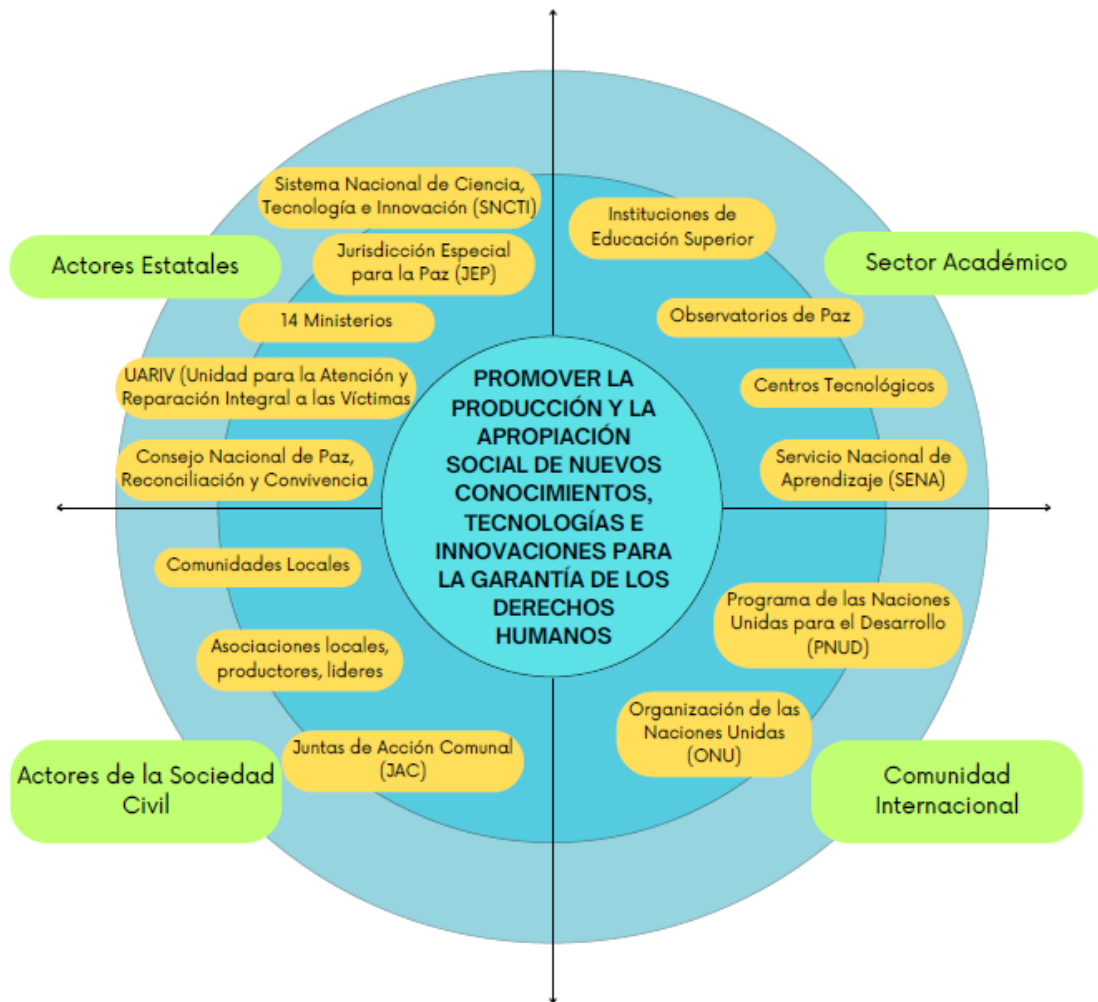 Sistema Nacional de Ciencia,
Tecnología e Innovación (SNCTI)
Jurisdicción Especial
para la Paz (JEP)
Actores Estatales
14 Ministerios
UARIV (Unidad para la Atención y
Reparación Integral a las Víctimas
Consejo Nacional de Paz,
Reconciliación y Convivencia
Instituciones de
Educación Superior
Sector Académico
Observatorios de Paz
Centros Tecnológicos
Servicio Nacional de
Aprendizaje (SENA)
PROMOVER LA
PRODUCCIÓN Y LA
APROPIACIÓN
SOCIAL DE NUEVOS
CONOCIMIENTOS,
TECNOLOGÍAS E
INNOVACIONES PARA
LA GARANTÍA DE LOS
DERECHOS
HUMANOS
Comunidades Locales
Asociaciones locales,
productores, lideres
Juntas de Acción Comunal
(JAC)
Actores de la Sociedad
Civil
Programa de las Naciones
Unidas para el Desarrollo
(PNUD)
Organización de las
Naciones Unidas
(ONU)
Comunidad
Internacional